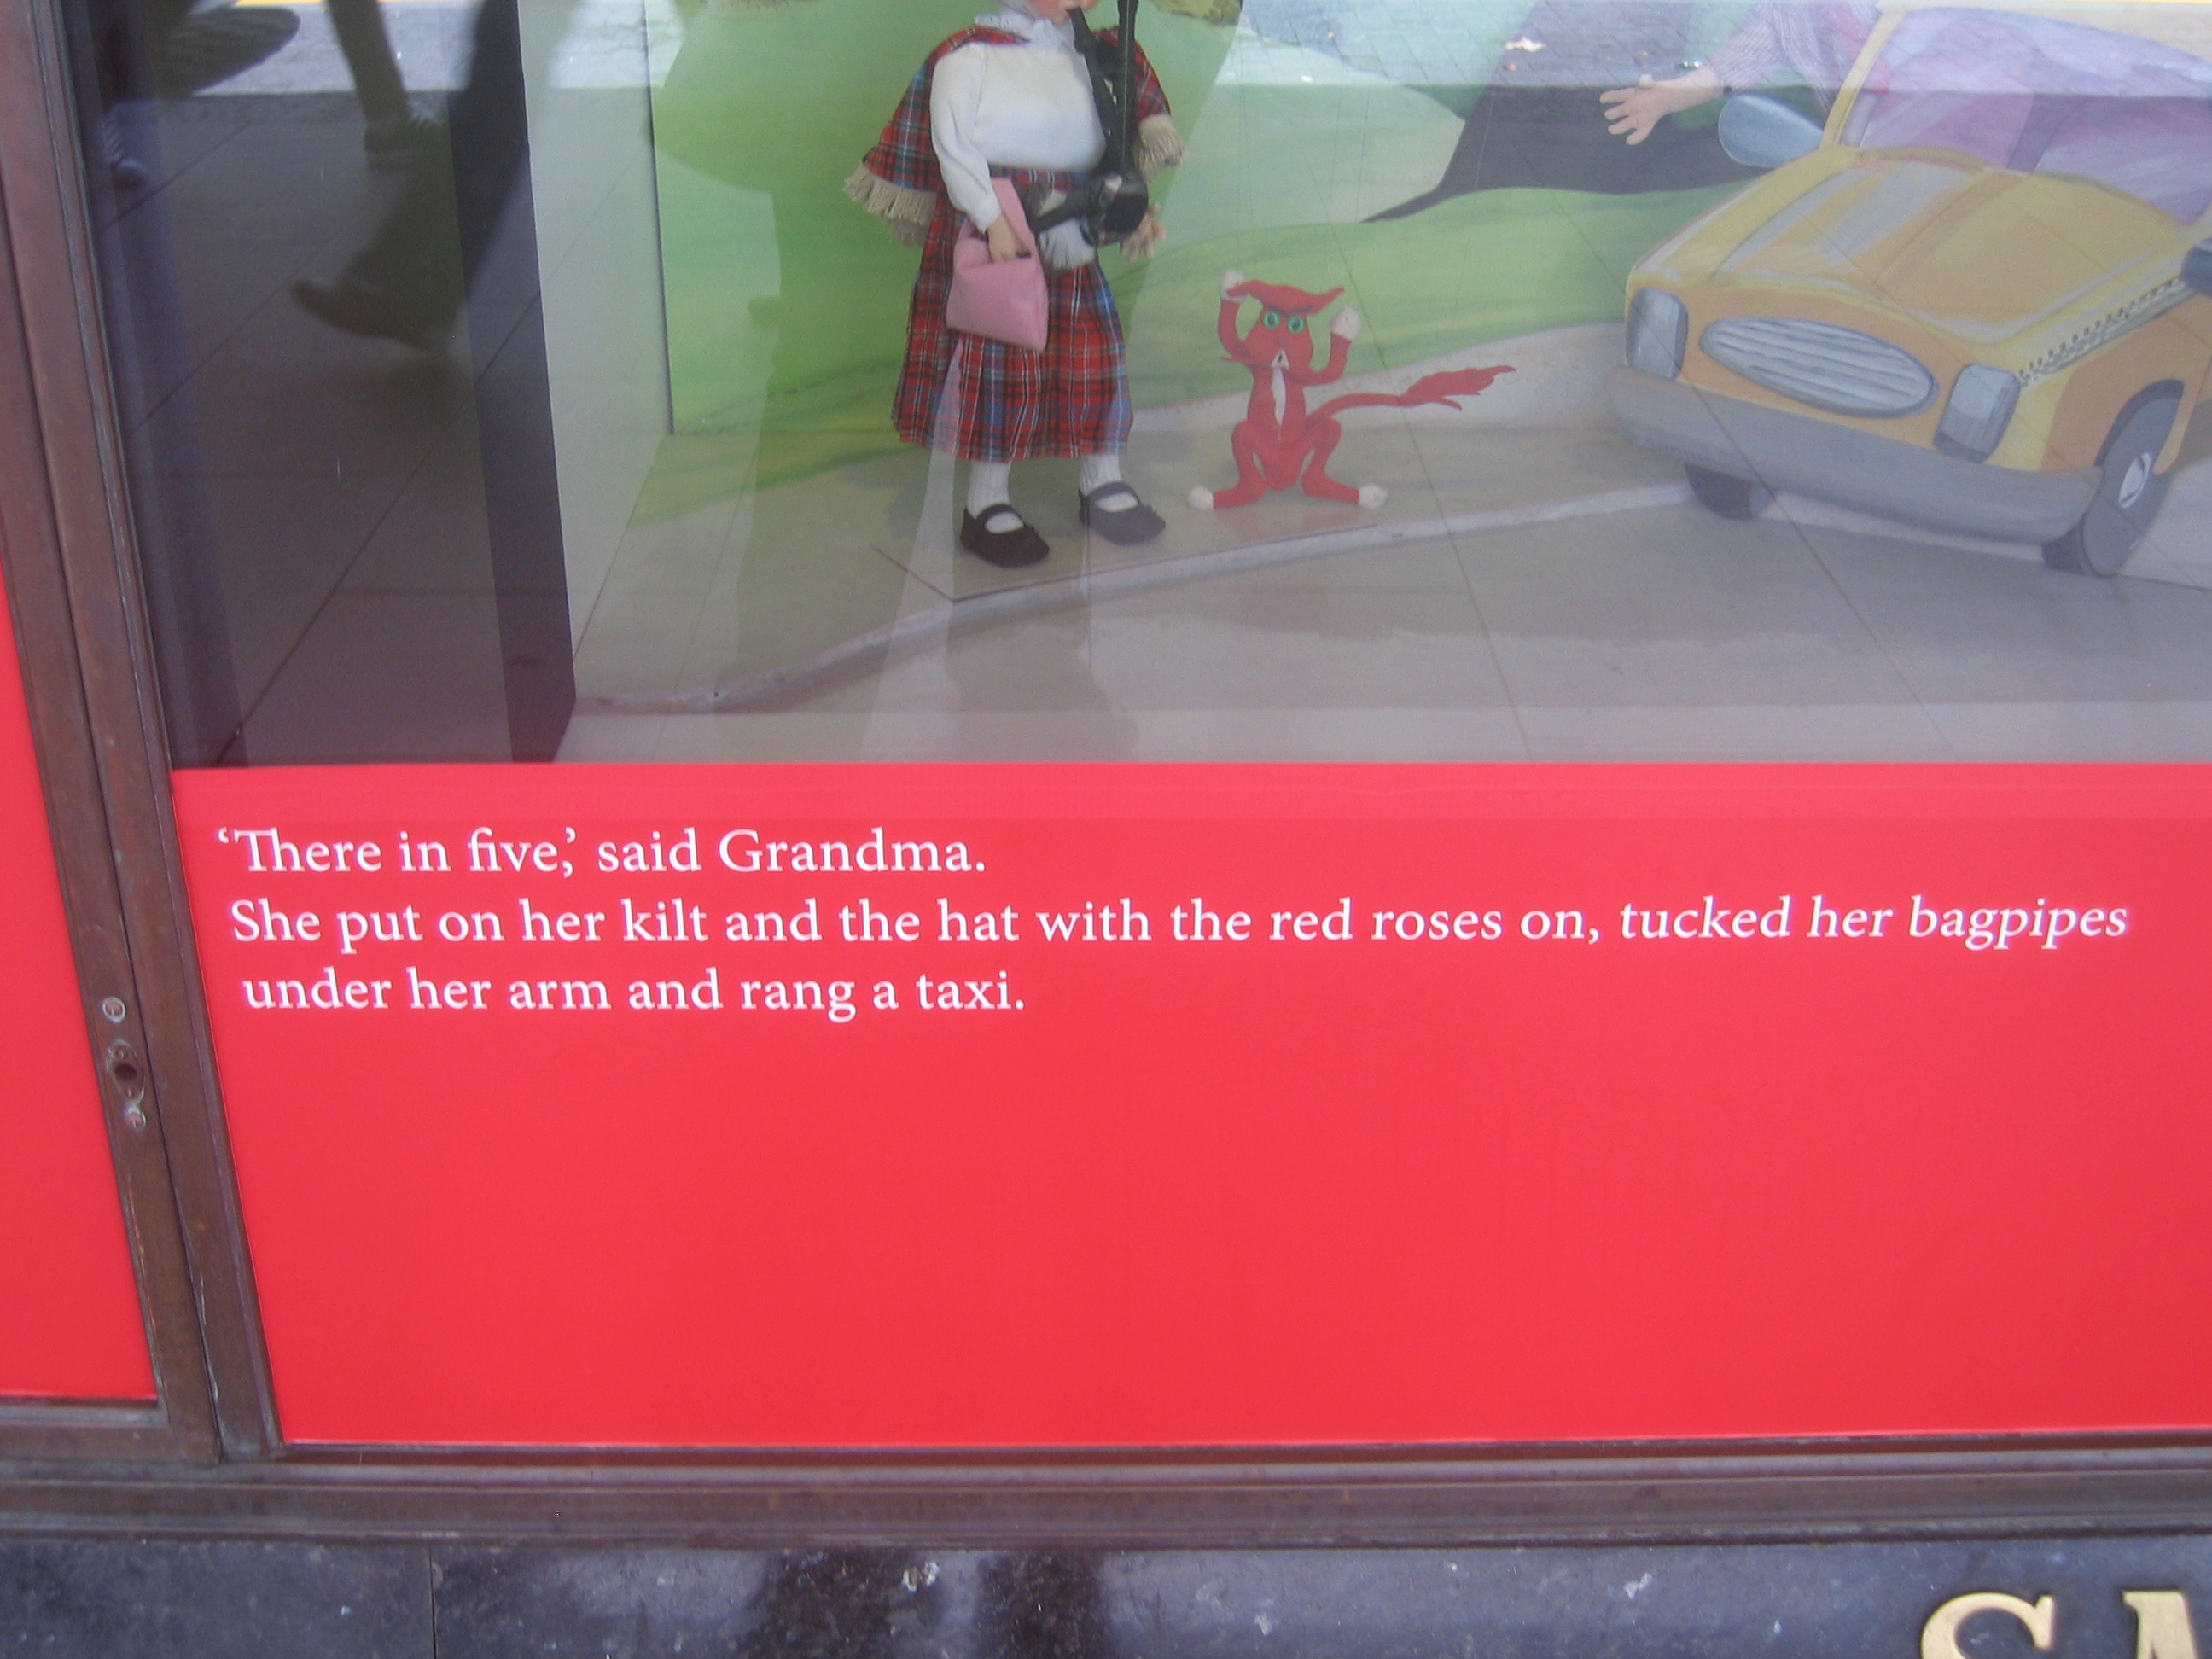 ‘There in five,’ said Grandma.
She put on her kilt and the hat with the red roses on, tucked her bagpipes
under her arm and rang a taxi.